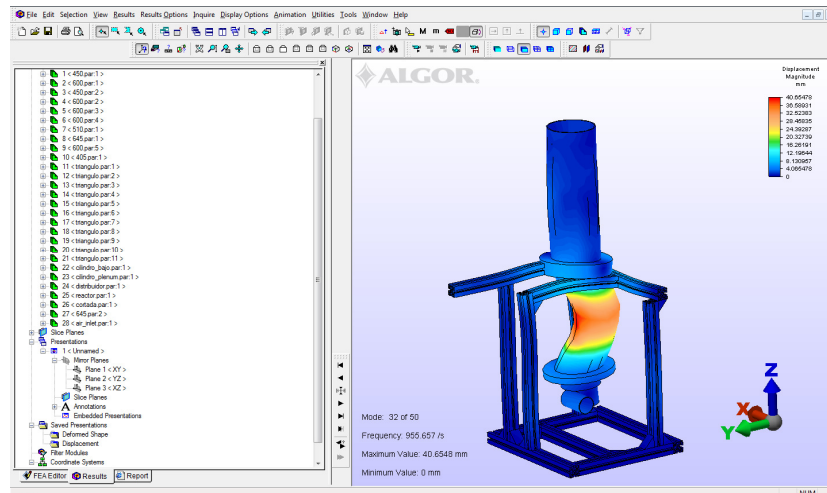 File Edit Selection View Results Results Options Inquire Display Options Animation Utilities Tools Window Help
1 < 450.par:1 >
2 < 600.par:1 >
3 < 450.par:2 >
4 < 600.par:2 >
5 < 600.par:3 >
6 < 600.par:4 >
7 < 510.par:1 >
8 < 645.par:1 >
9 < 600.par:5 >
10 < 405.par:1 >
11 < triangulo.par:1 >
12 < triangulo.par:2 >
13 < triangulo.par:3 >
14 < triangulo.par:4 >
15 < triangulo.par:5 >
16 < triangulo.par:6 >
17 < triangulo.par:7 >
18 < triangulo.par:8 >
19 < triangulo.par:9 >
20 < triangulo.par:10 >
21 < triangulo.par:11 >
22 < cilindro_bajo.par:1 >
23 < cilindro_plenum.par:1 >
24 < distribuidor.par:1 >
25 < reactor.par:1 >
26 < cortada.par:1 >
27 < 645.par:2 >
28 < air_inlet.par:1 >
Slice Planes
Presentations
1 < Unnamed >
Mirror Planes
Plane 1 < XY >
Plane 2 < YZ >
Plane 3 < XZ >
Slice Planes
A Annotations
Embedded Presentations
Saved Presentations
Deformed Shape
Displacement
Filter Modules
Coordinate Systems
FEA Editor Results Report
ALGOR.
Displacement
Magnitude
mm
40.65478
36.58931
32.52383
28.45835
24.39287
20.32739
16.26191
12.19644
8.130957
4.065478
0
Mode: 32 of 50
Frequency: 955.657 /s
Maximum Value: 40.6548 mm
Minimum Value: 0 mm
Z
X
Y
NUM